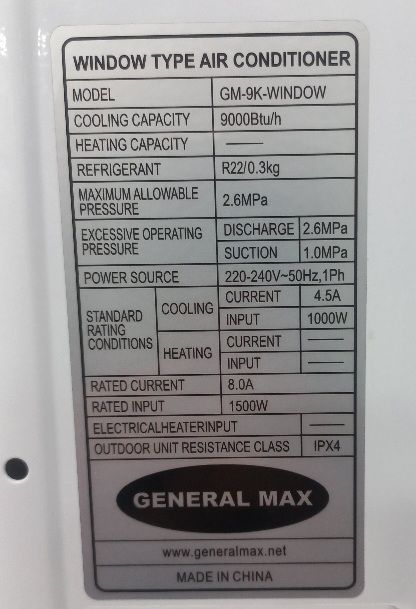 WINDOW TYPE AIR CONDITIONER
MODEL GM-9K-WINDOW
COOLING CAPACITY 9000Btu/h
HEATING CAPACITY ——
REFRIGERANT R22/0.3kg
MAXIMUM ALLOWABLE
PRESSURE 2.6MPa
EXCESSIVE OPERATING
PRESSURE
DISCHARGE 2.6MPa
SUCTION 1.0MPa
POWER SOURCE 220-240V~50Hz,1Ph
STANDARD
RATING
CONDITIONS
COOLING
CURRENT 4.5A
INPUT 1000W
HEATING
CURRENT ——
INPUT ——
RATED CURRENT 8.0A
RATED INPUT 1500W
ELECTRICALHEATERINPUT ——
OUTDOOR UNIT RESISTANCE CLASS IPX4
GENERAL MAX
www.generalmax.net
MADE IN CHINA